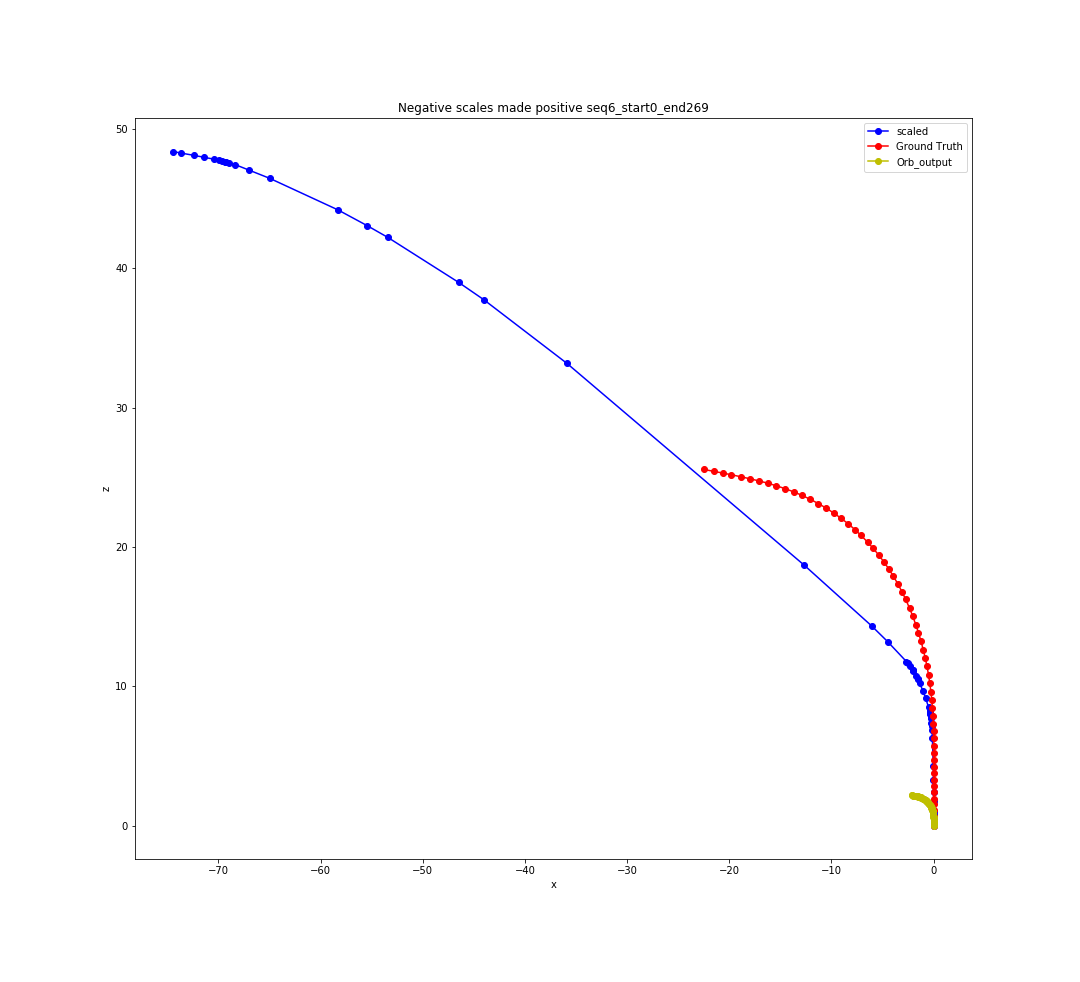 Negative scales made positive seq6_start0_end269
scaled
Ground Truth
Orb_output
50
40
30
20
10
0
z
−70 −60 −50 −40 −30 −20 −10 0
x